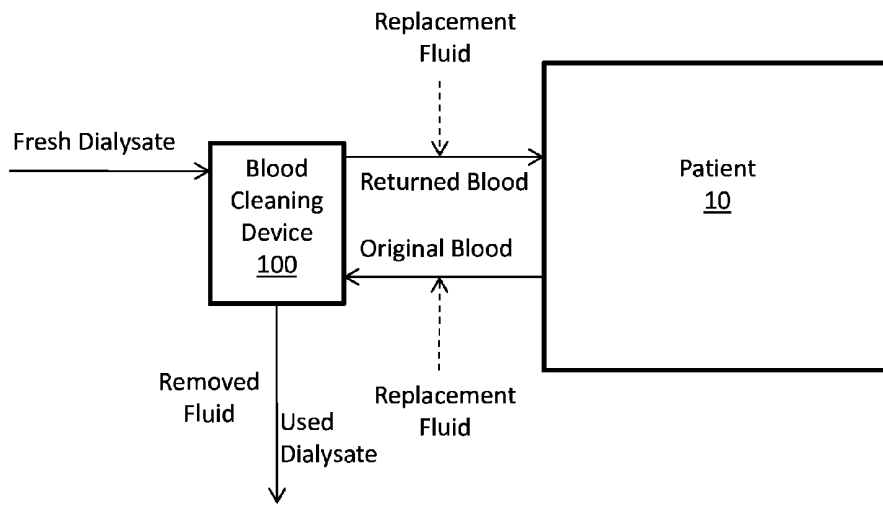 Replacement
Fluid
Fresh Dialysate
Blood
Cleaning
Device
100
Returned Blood
Original Blood
Patient
10
Removed
Fluid
Used
Dialysate
Replacement
Fluid